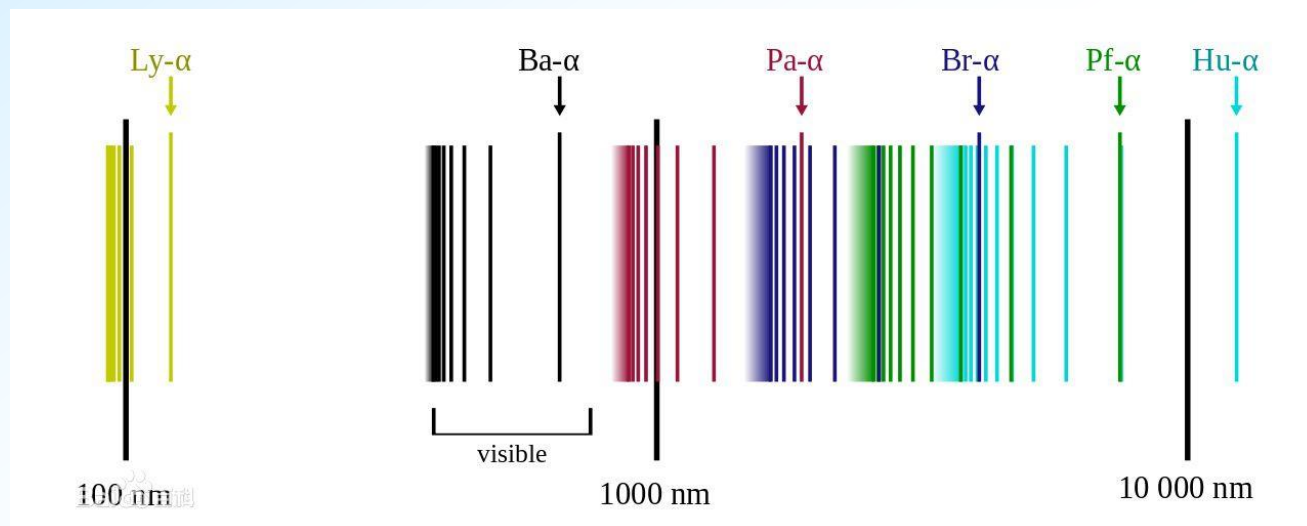 Ly-α
Ba-α
Pa-α
Br-α
Pf-α
Hu-α
visible
100 nm
1000 nm
10 000 nm